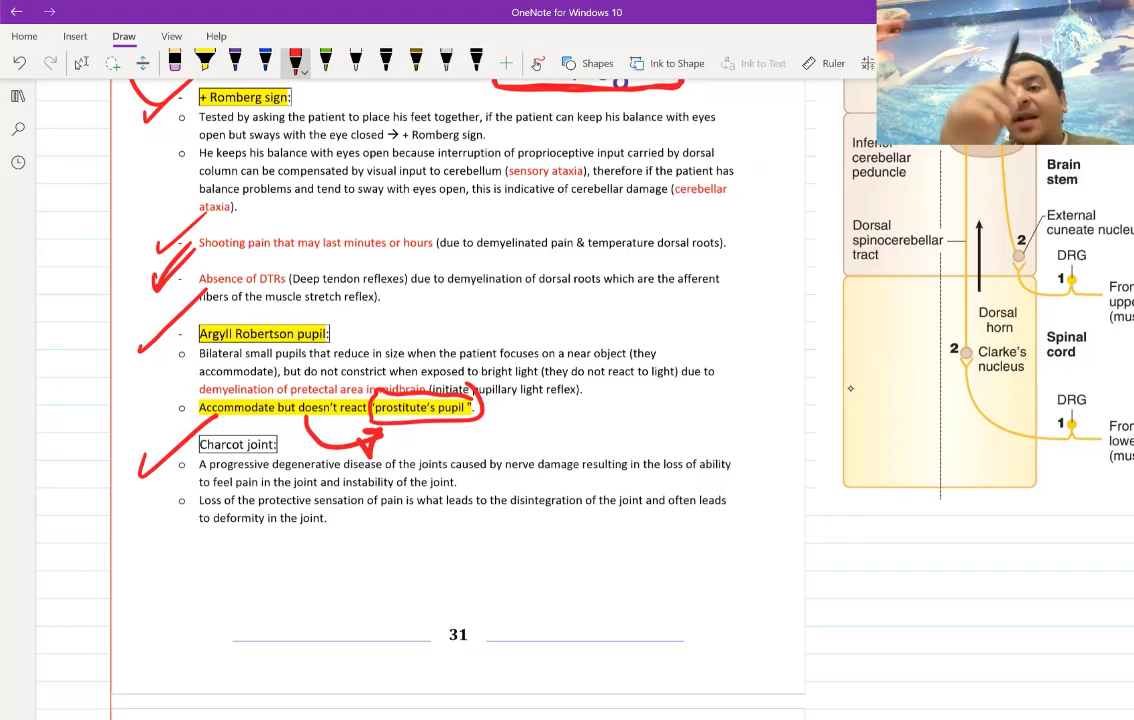 OneNote for Windows 10
Home Insert Draw View Help
Shapes Ink to Shape Ink to Text Ruler
- + Romberg sign:
o Tested by asking the patient to place his feet together, if the patient can keep his balance with eyes
open but sways with the eye closed → + Romberg sign.
o He keeps his balance with eyes open because interruption of proprioceptive input carried by dorsal
column can be compensated by visual input to cerebellum (sensory ataxia), therefore if the patient has
balance problems and tend to sway with eyes open, this is indicative of cerebellar damage (cerebellar
ataxia).
- Shooting pain that may last minutes or hours (due to demyelinated pain & temperature dorsal roots).
- Absence of DTRs (Deep tendon reflexes) due to demyelination of dorsal roots which are the afferent
fibers of the muscle stretch reflex).
- Argyll Robertson pupil:
o Bilateral small pupils that reduce in size when the patient focuses on a near object (they
accommodate), but do not constrict when exposed to bright light (they do not react to light) due to
demyelination of pretectal area in midbrain (initiate pupillary light reflex).
o Accommodate but doesn't react "prostitute's pupil".
Charcot joint:
o A progressive degenerative disease of the joints caused by nerve damage resulting in the loss of ability
to feel pain in the joint and instability of the joint.
o Loss of the protective sensation of pain is what leads to the disintegration of the joint and often leads
to deformity in the joint.
31
Inferior
cerebellar
peduncle
Brain
stem
External
cuneate
2
Dorsal
spinocerebellar
tract
DRG
1
From
Dorsal
horn
Spinal
cord
2
Clarke's
nucleus
DRG
1
From